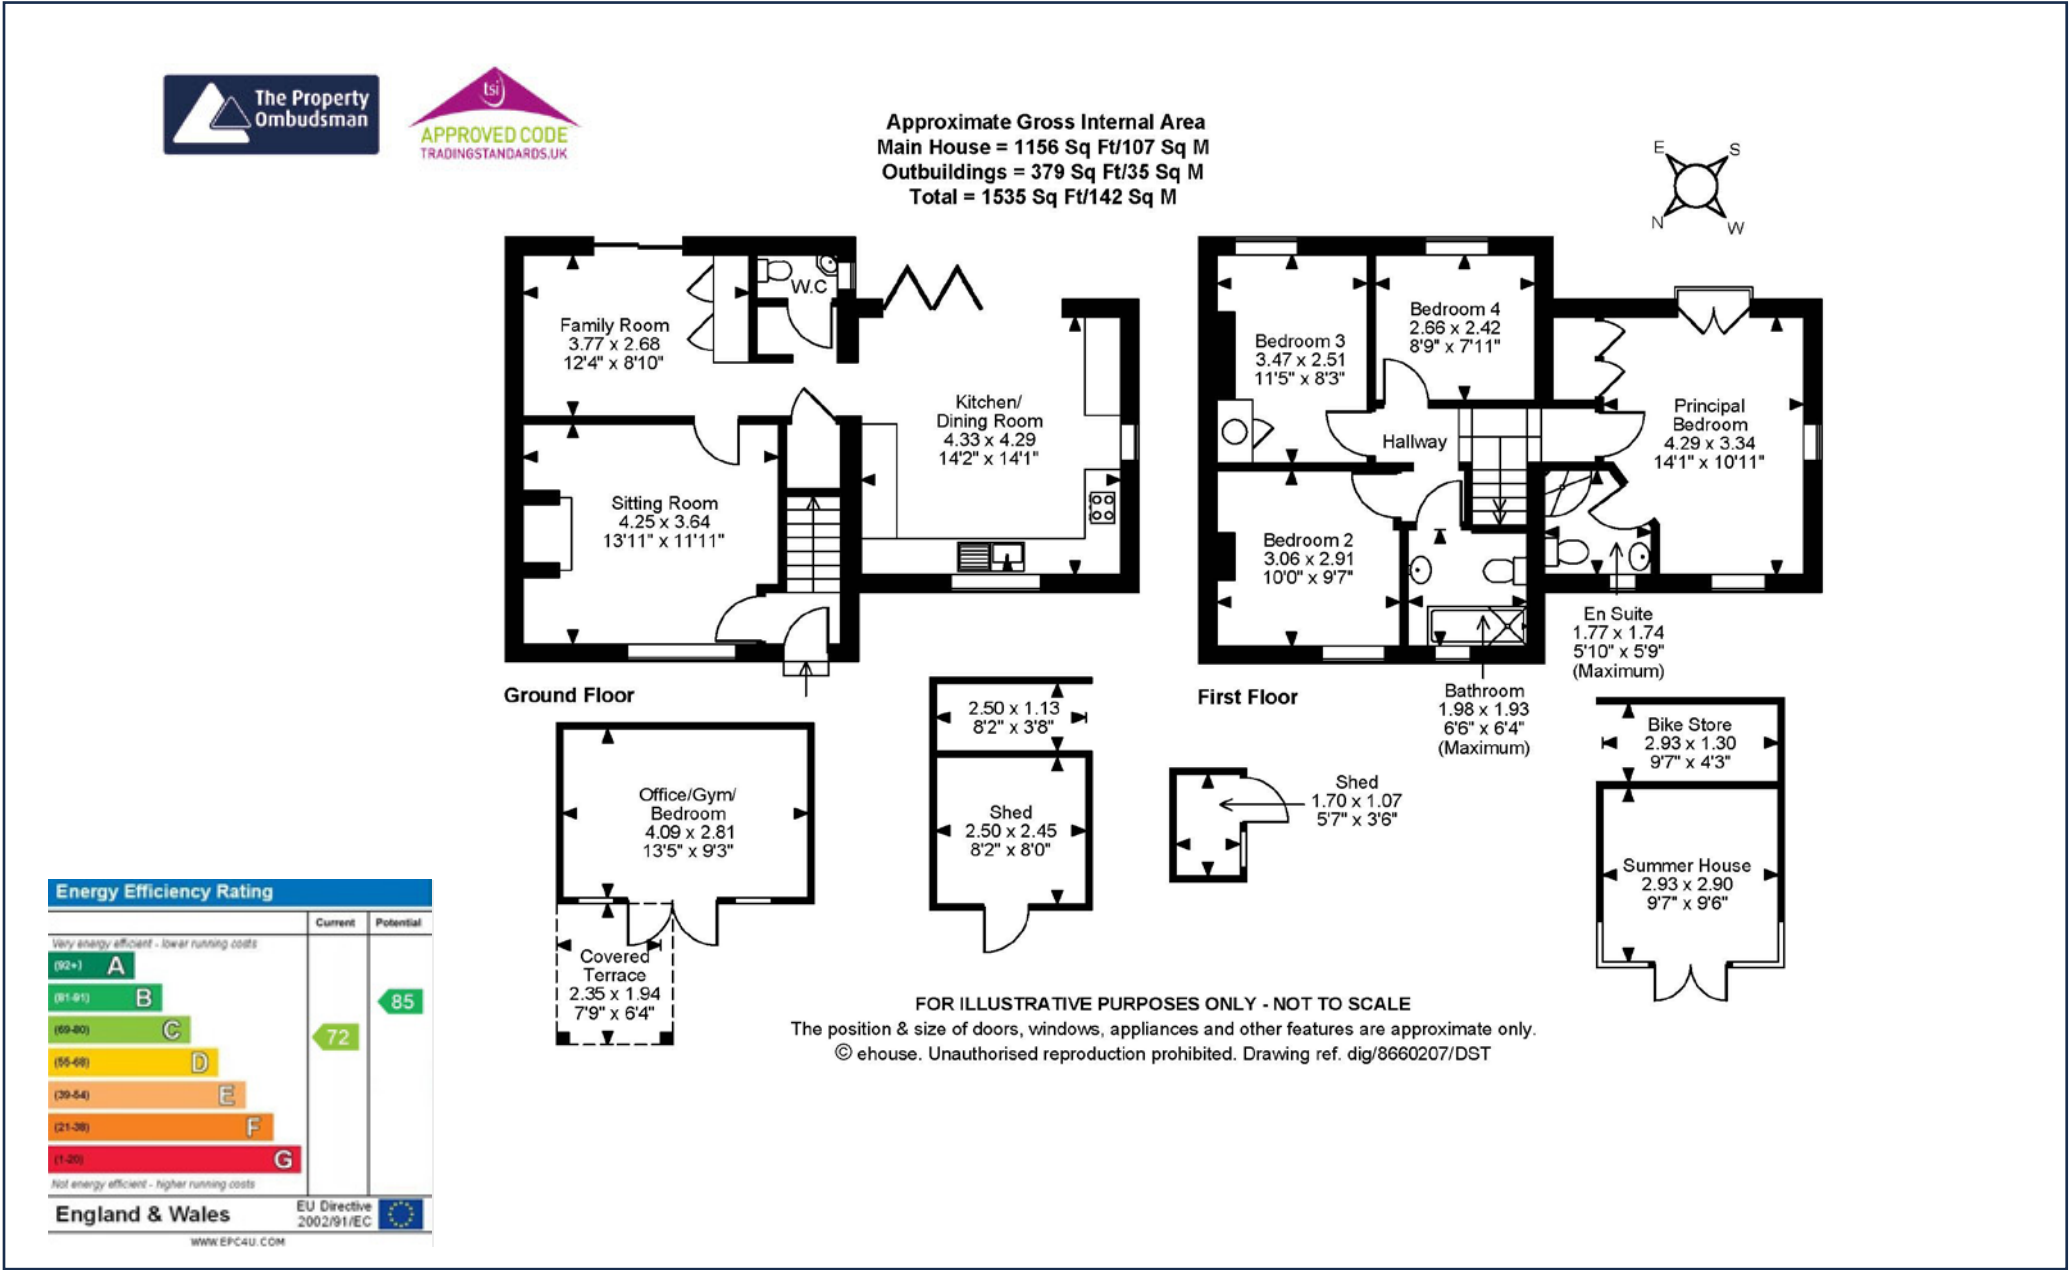 The Property
Ombudsman
tsi
APPROVED CODE
TRADINGSTANDARDS.UK
Approximate Gross Internal Area
Main House = 1156 Sq Ft/107 Sq M
Outbuildings = 379 Sq Ft/35 Sq M
Total = 1535 Sq Ft/142 Sq M
E
S
N
W
Family Room
3.77 x 2.68
12'4" x 8'10"
W.C
Kitchen/
Dining Room
4.33 x 4.29
14'2" x 14'1"
Sitting Room
4.25 x 3.64
13'11" x 11'11"
Ground Floor
Bedroom 3
3.47 x 2.51
11'5" x 8'3"
Bedroom 4
2.66 x 2.42
8'9" x 7'11"
Principal
Bedroom
4.29 x 3.34
14'1" x 10'11"
Hallway
Bedroom 2
3.06 x 2.91
10'0" x 9'7"
En Suite
1.77 x 1.74
5'10" x 5'9"
(Maximum)
Bathroom
1.98 x 1.93
6'6" x 6'4"
(Maximum)
First Floor
Office/Gym/
Bedroom
4.09 x 2.81
13'5" x 9'3"
Covered
Terrace
2.35 x 1.94
7'9" x 6'4"
2.50 x 1.13
8'2" x 3'8"
Shed
2.50 x 2.45
8'2" x 8'0"
Shed
1.70 x 1.07
5'7" x 3'6"
Bike Store
2.93 x 1.30
9'7" x 4'3"
Summer House
2.93 x 2.90
9'7" x 9'6"
FOR ILLUSTRATIVE PURPOSES ONLY - NOT TO SCALE
The position & size of doors, windows, appliances and other features are approximate only.
© ehouse. Unauthorised reproduction prohibited. Drawing ref. dig/8660207/DST
Energy Efficiency Rating
Current Potential
Very energy efficient - lower running costs
(92+) A
(81-91) B
85
(69-80) C
72
(55-68) D
(39-54) E
(21-38) F
(1-20) G
Not energy efficient - higher running costs
England & Wales
EU Directive
2002/91/EC
WWW.EPC4U.COM